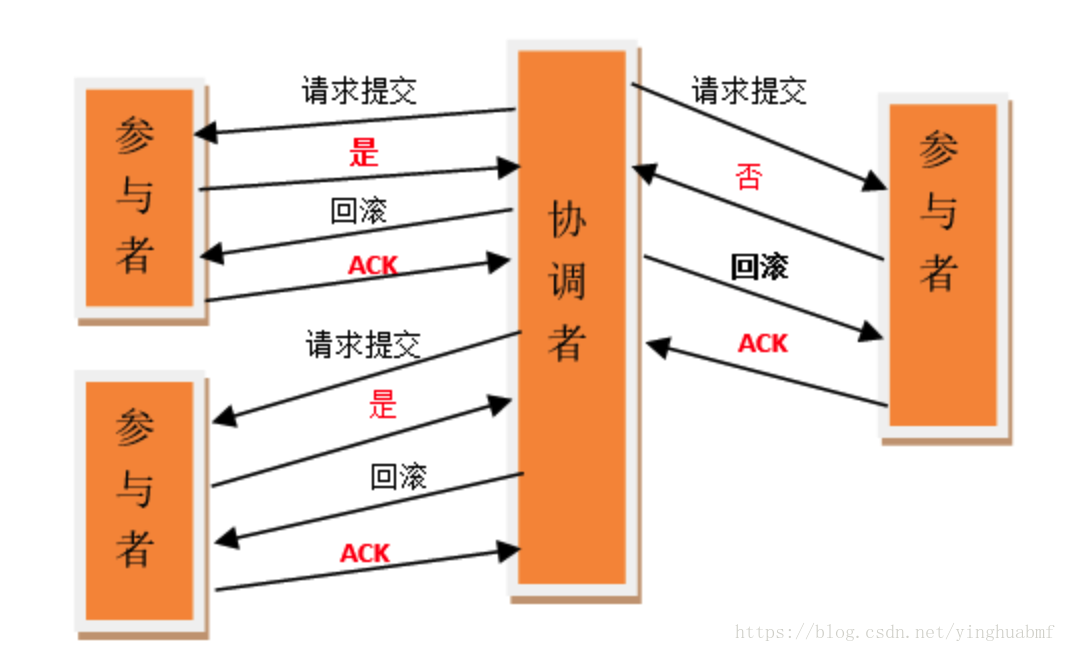 请求提交
是
回滚
ACK
参与者
请求提交
是
回滚
ACK
参与者
协调者
请求提交
否
回滚
ACK
参与者
https://blog.csdn.net/yinghuabmf